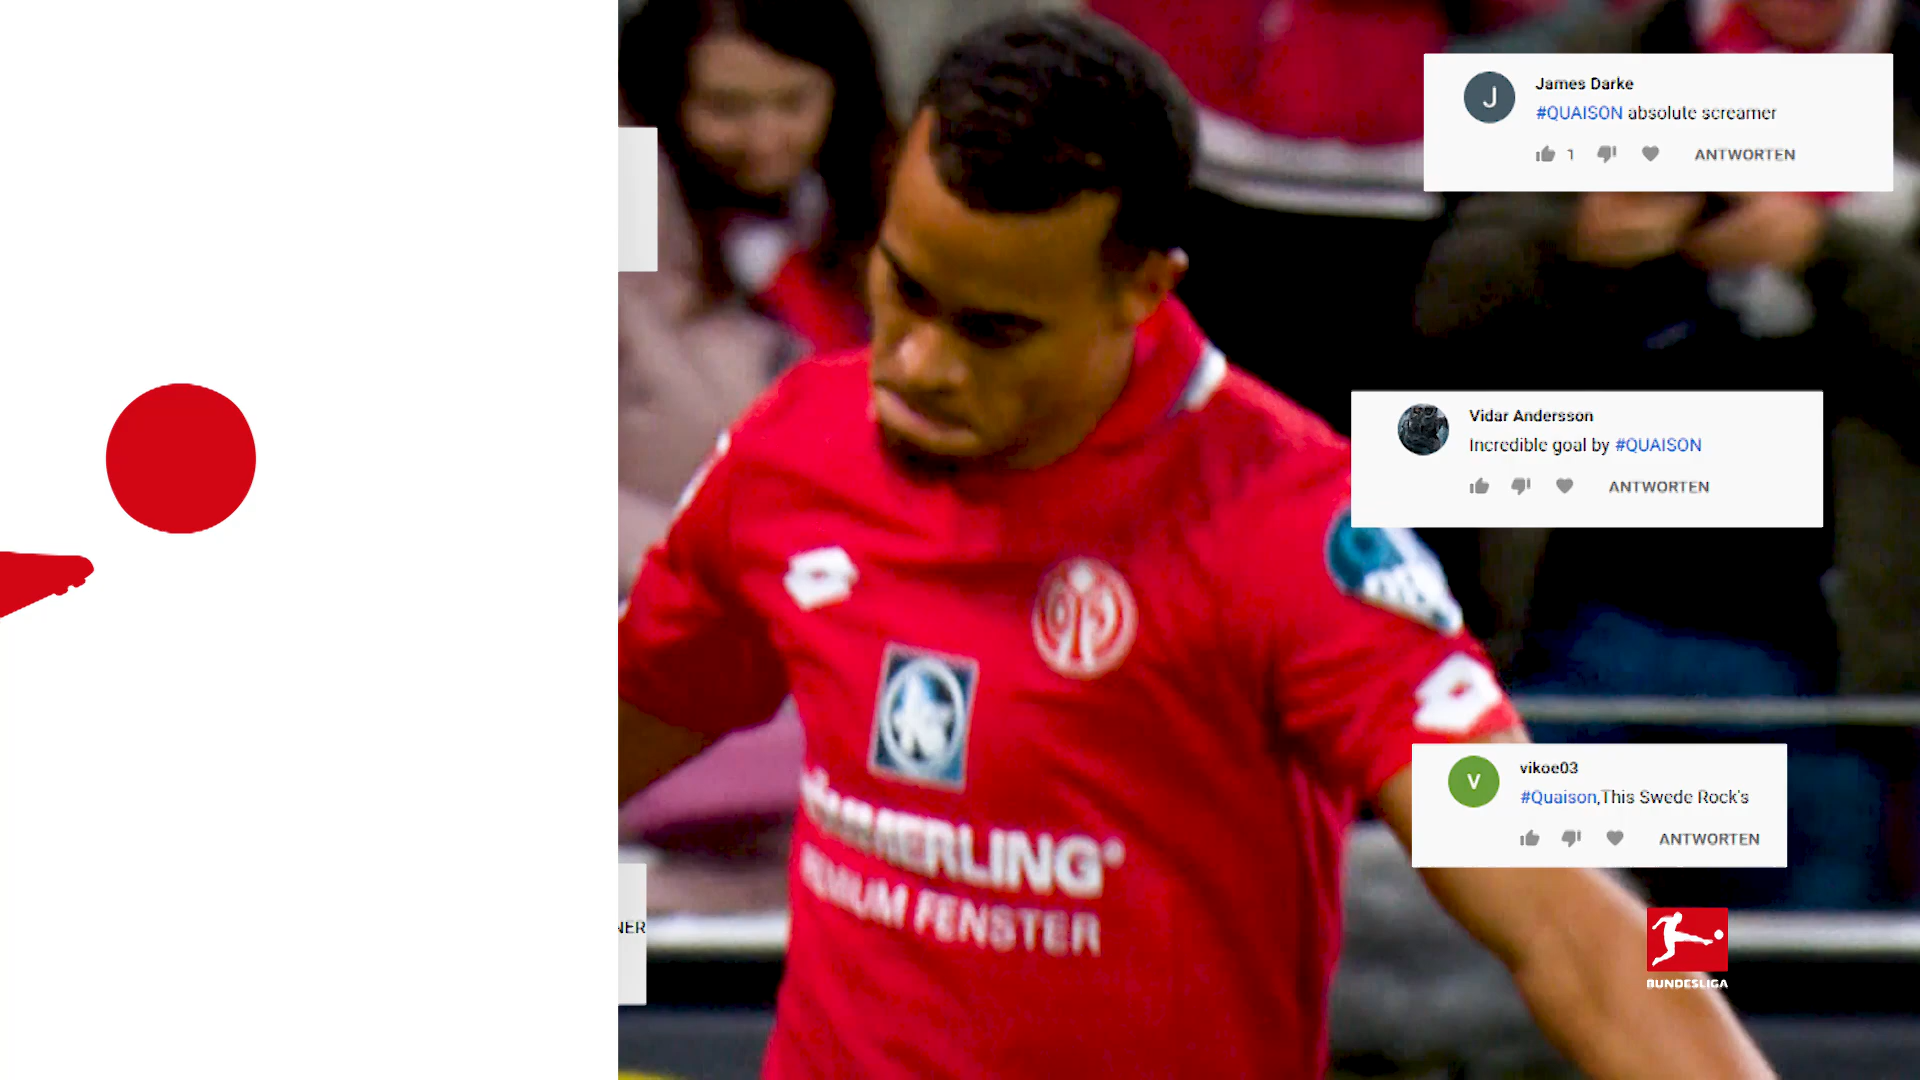 James Darke
#QUAISON absolute screamer
1 ANTWORTEN
Vidar Andersson
Incredible goal by #QUAISON
ANTWORTEN
vikoe03
#Quaison,This Swede Rock's
ANTWORTEN
FENSTER
BUNDESLIGA
J
V